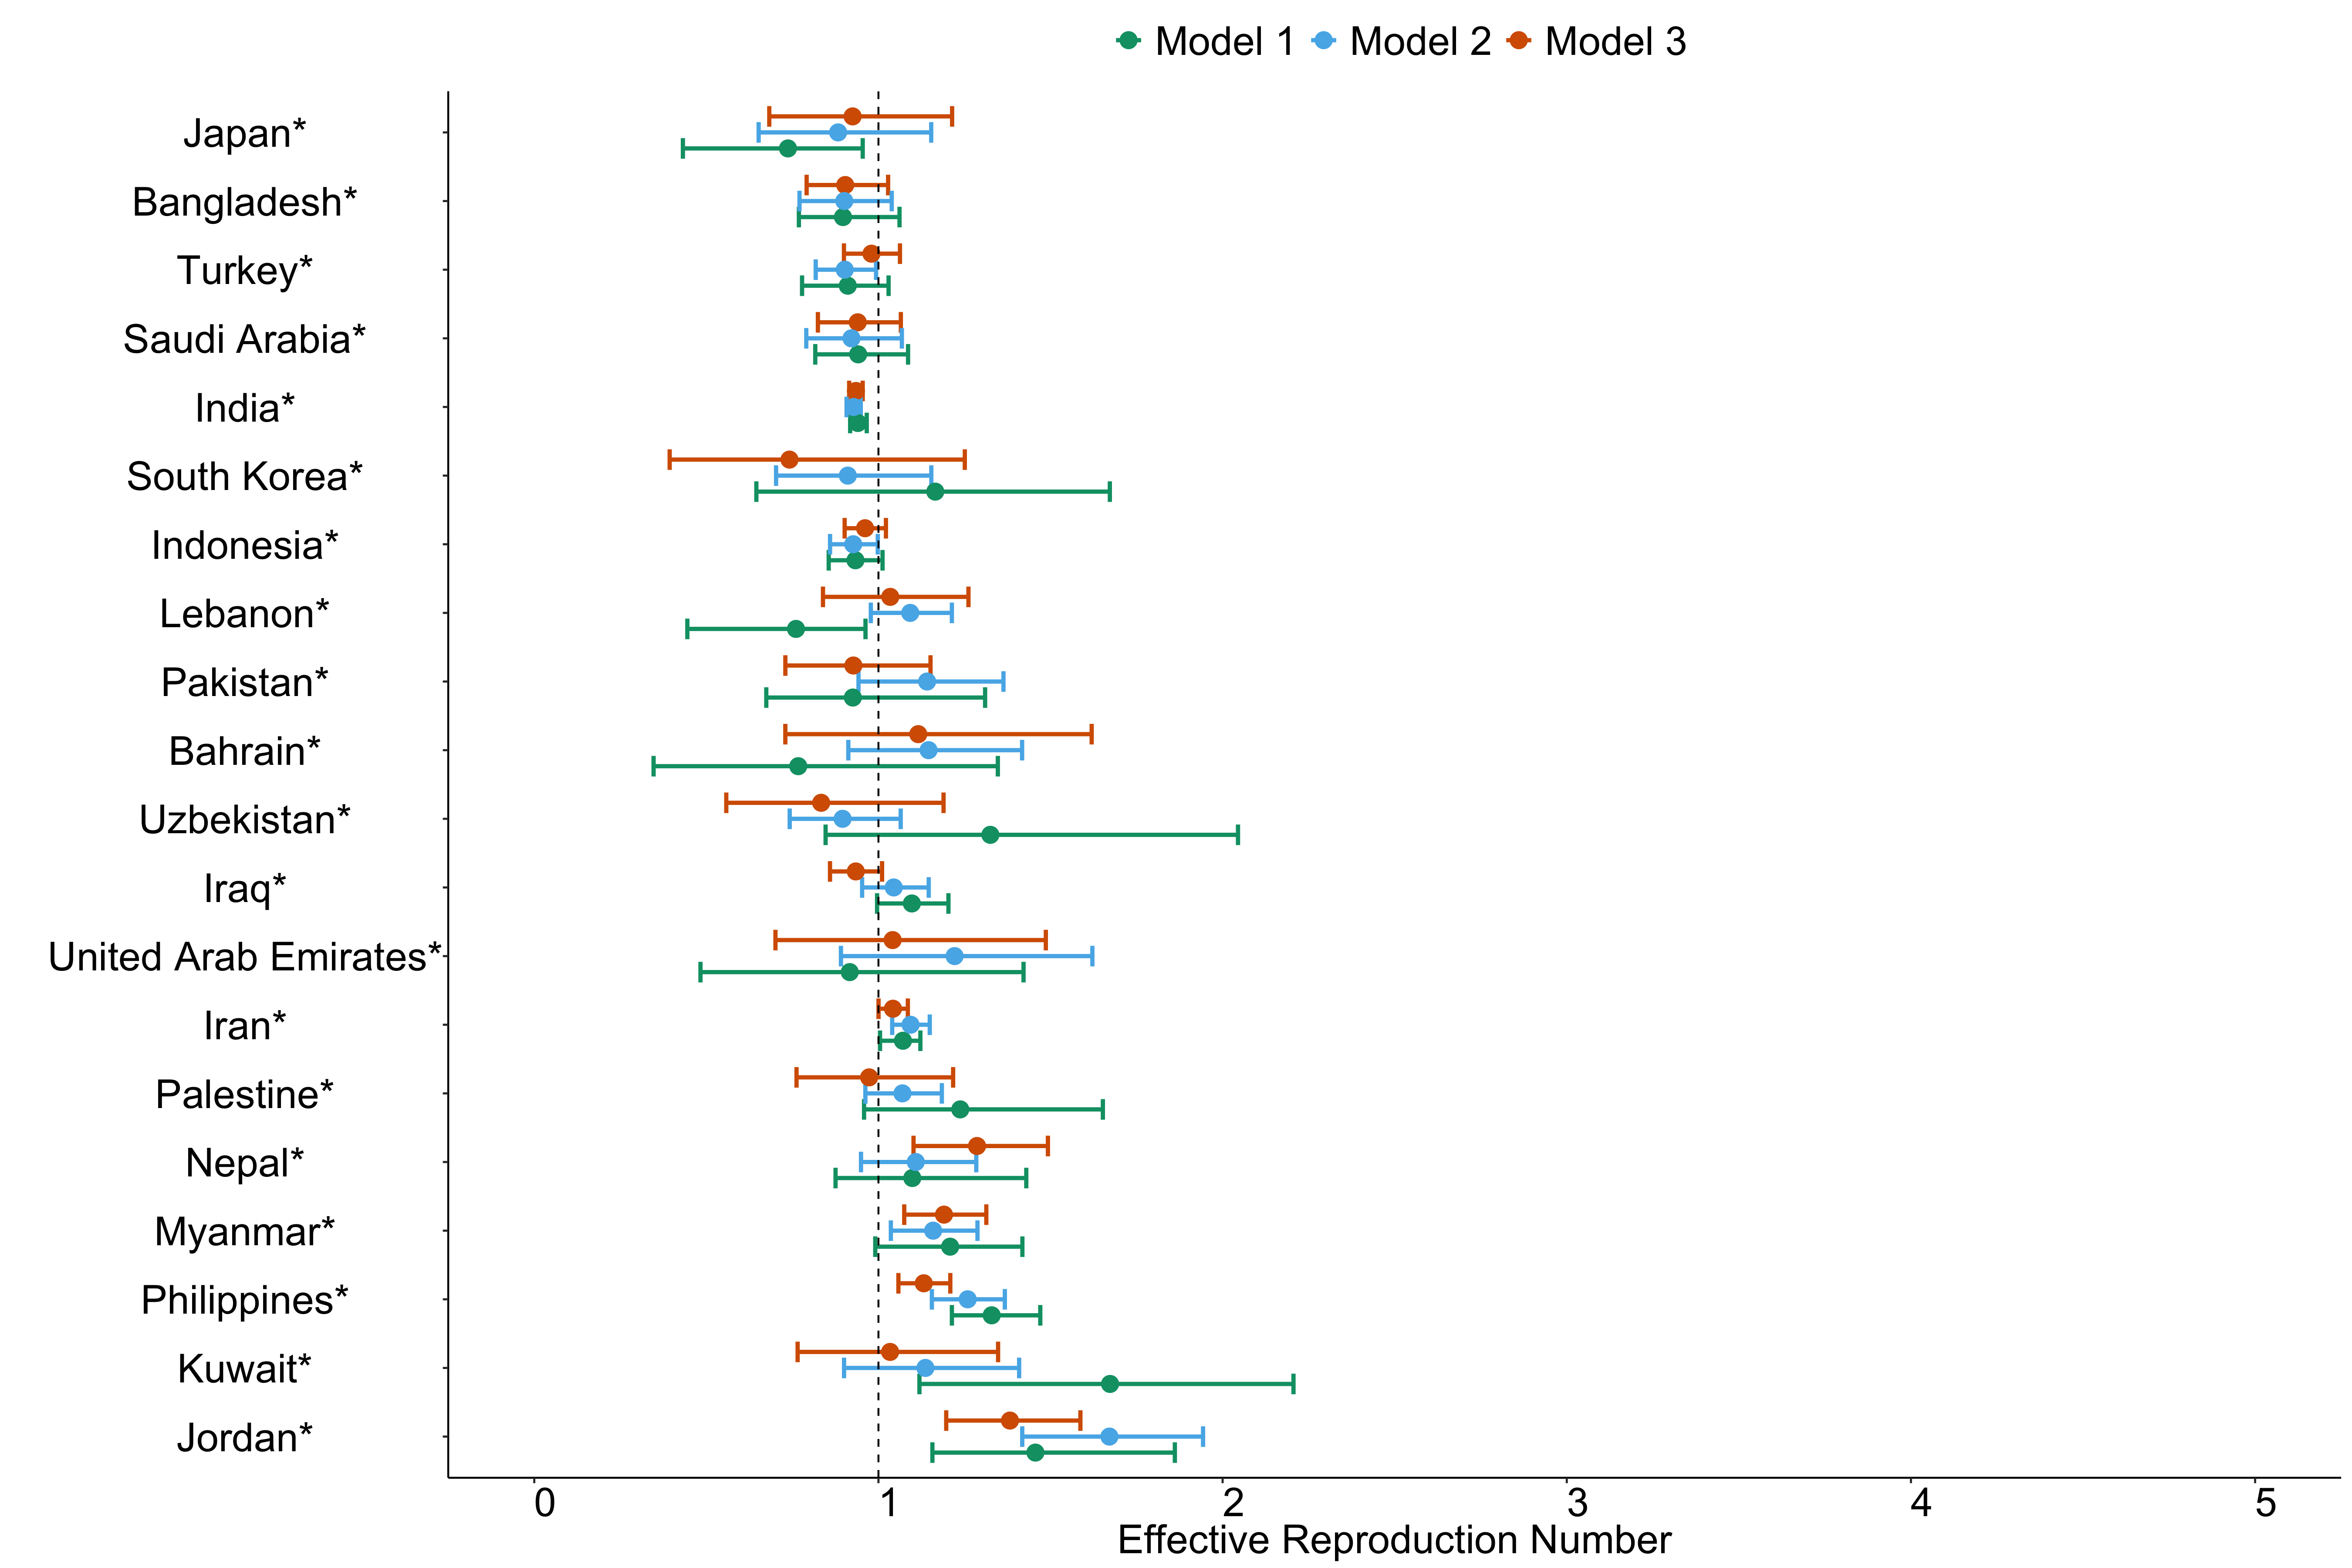 Model 1 Model 2 Model 3
Japan*
Bangladesh*
Turkey*
Saudi Arabia*
India*
South Korea*
Indonesia*
Lebanon*
Pakistan*
Bahrain*
Uzbekistan*
Iraq*
United Arab Emirates*
Iran*
Palestine*
Nepal*
Myanmar*
Philippines*
Kuwait*
Jordan*
0 1 2 3 4 5
Effective Reproduction Number